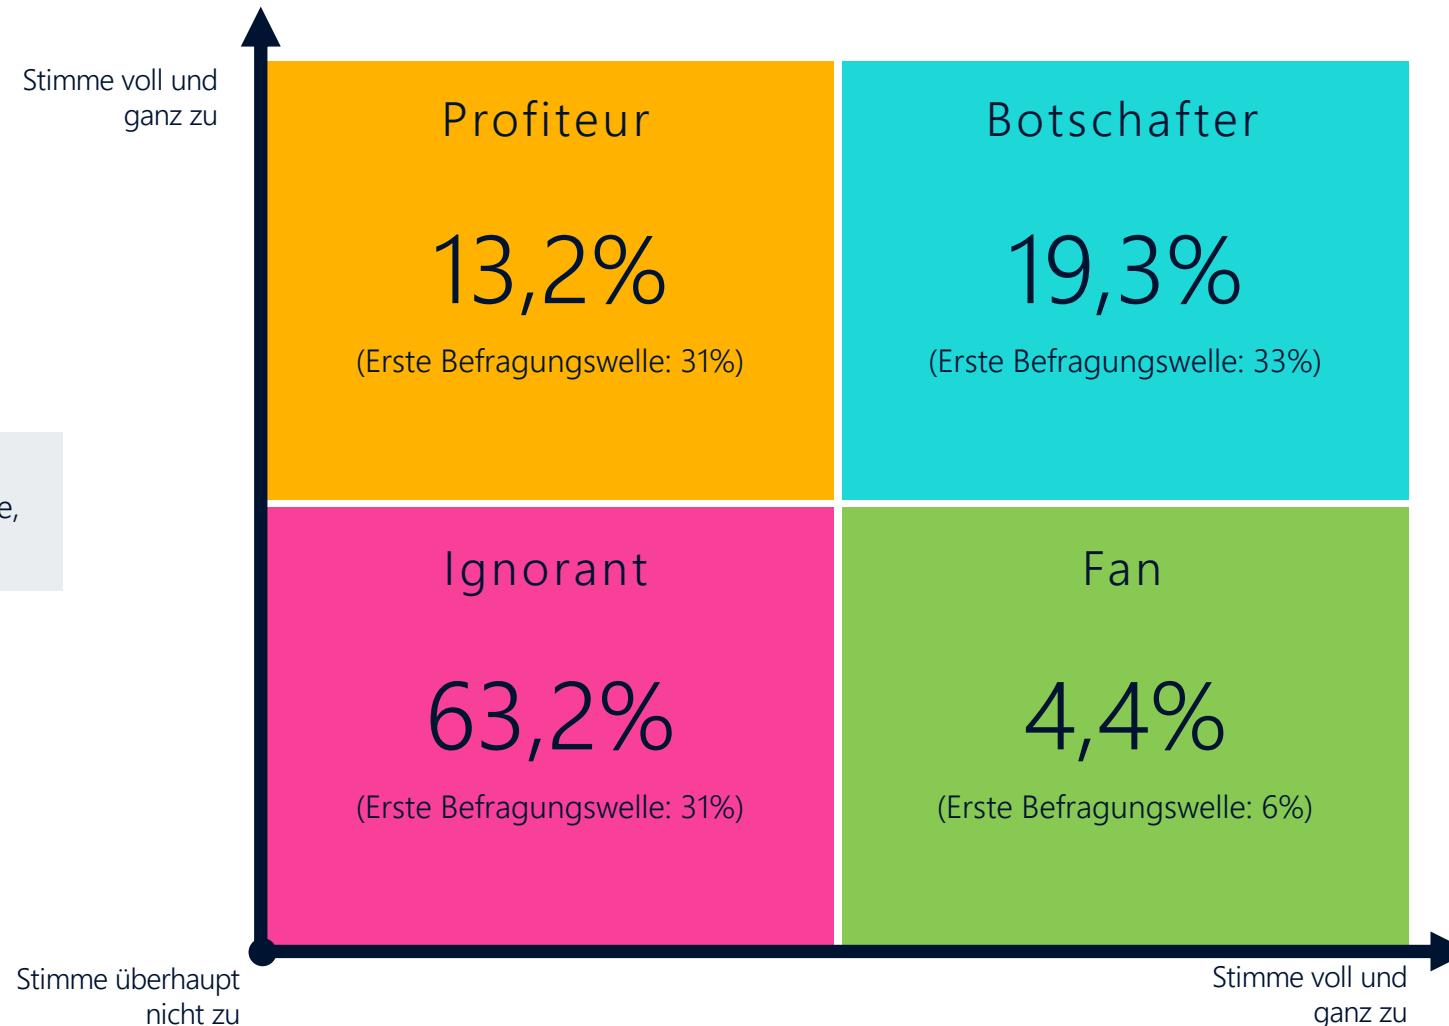 Stimme voll und
ganz zu
Profiteur
13,2%
(Erste Befragungswelle: 31%)
Botschafter
19,3%
(Erste Befragungswelle: 33%)
e,
Ignorant
63,2%
(Erste Befragungswelle: 31%)
Fan
4,4%
(Erste Befragungswelle: 6%)
Stimme überhaupt
nicht zu
Stimme voll und
ganz zu